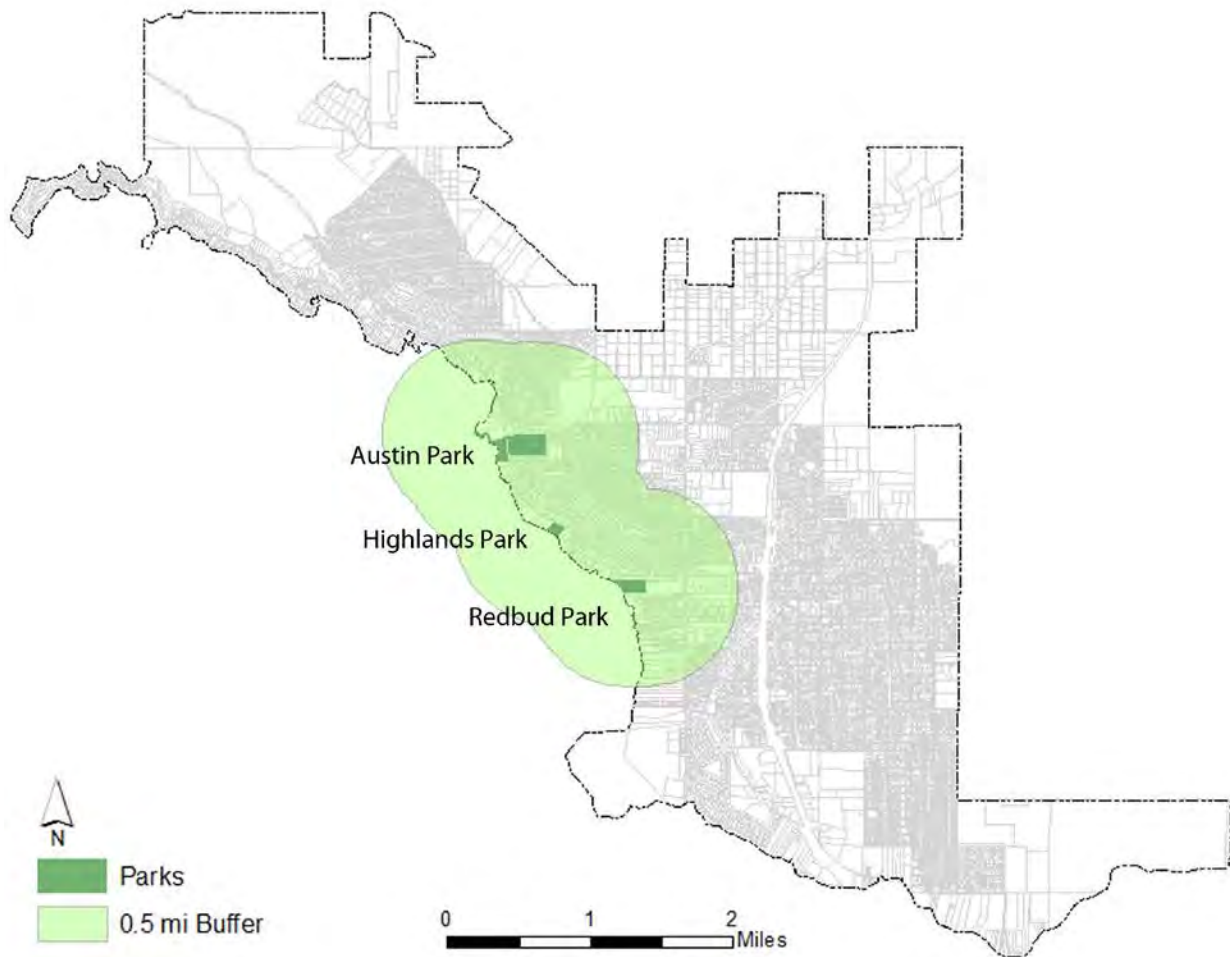 Austin Park
Highlands Park
Redbud Park
N
Parks
0.5 mi Buffer
0 1 2
Miles